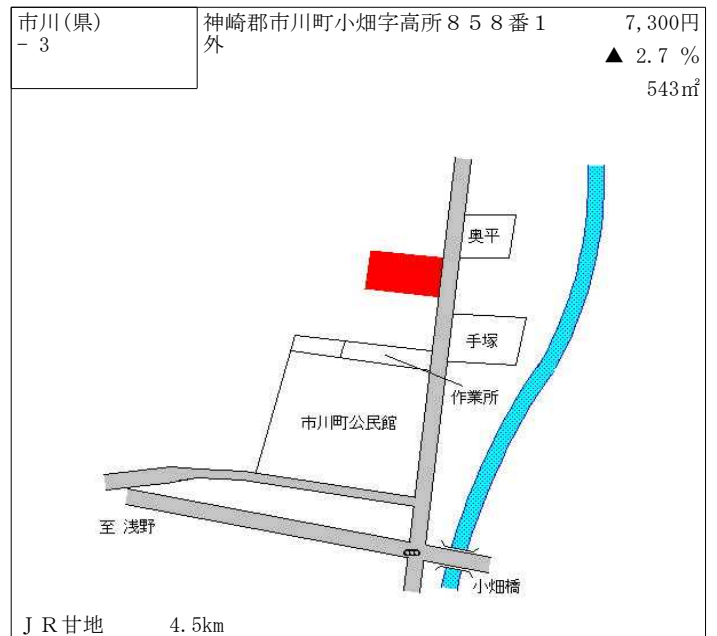 市川(県)
- 3
神崎郡市川町小畑字高所８５８番１
外
7,300円
▲ 2.7 %
543㎡
奥平
手塚
作業所
市川町公民館
至 浅野
小畑橋
ＪＲ甘地 4.5km